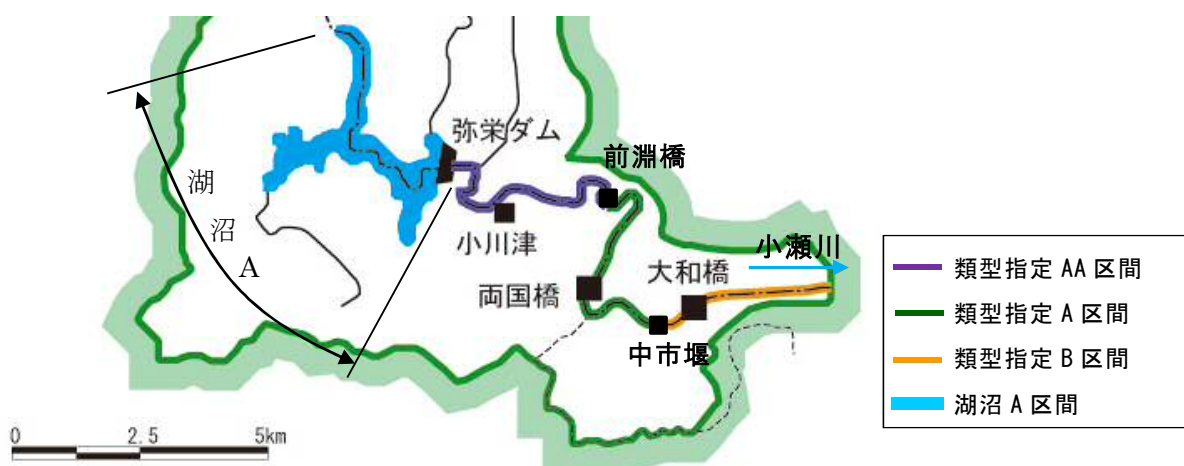 弥栄ダム
前淵橋
湖
沼
A
小川津
小瀬川
大和橋
両国橋
中市堰
0 2.5 5km
類型指定 AA 区間
類型指定 A 区間
類型指定 B 区間
湖沼 A 区間